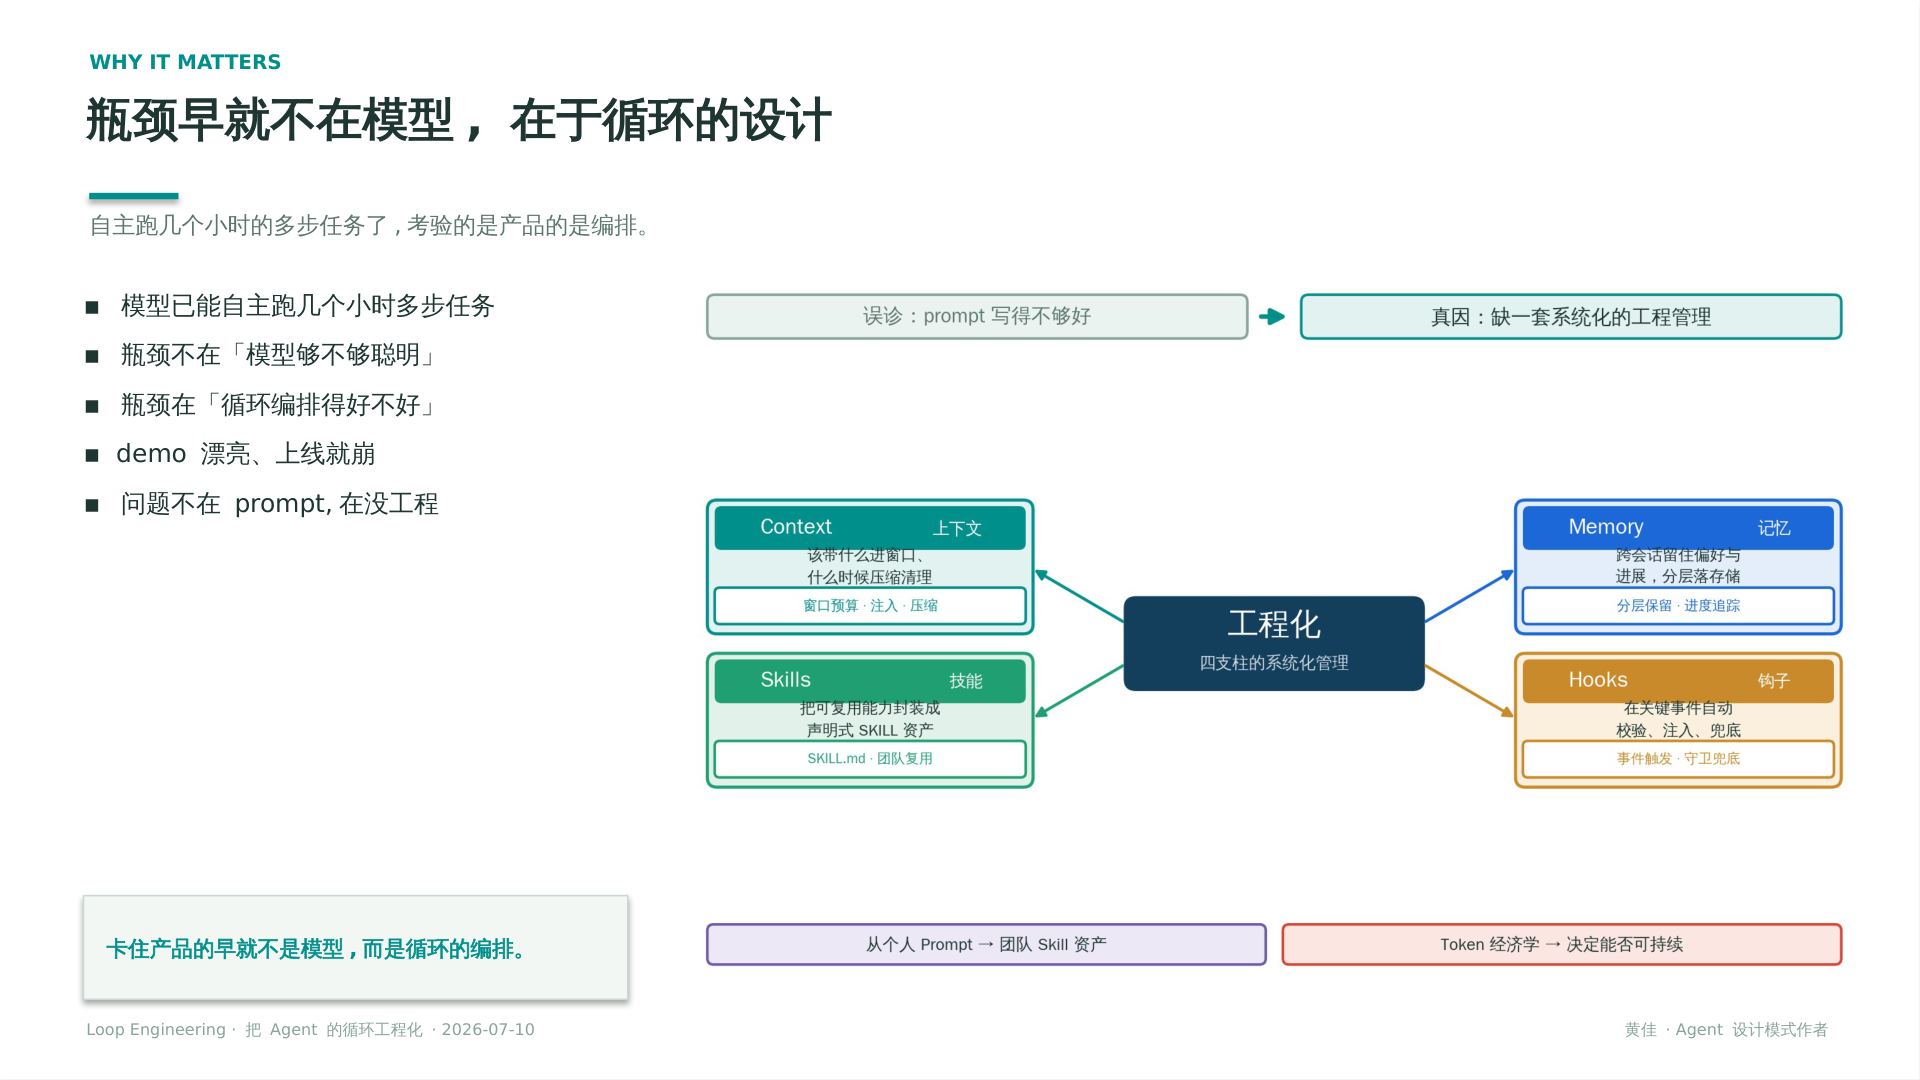 WHY IT MATTERS
瓶颈早就不在模型，在于循环的设计
自主跑几个小时的多步任务了,考验的是产品的是编排。
■ 模型已能自主跑几个小时多步任务
■ 瓶颈不在「模型够不够聪明」
■ 瓶颈在「循环编排得好不好」
■ demo 漂亮、上线就崩
■ 问题不在 prompt,在没工程
卡住产品的早就不是模型,而是循环的编排。
误诊：prompt 写得不够好
真因：缺一套系统化的工程管理
Context 上下文
该带什么进窗口、
什么时候压缩清理
窗口预算 · 注入 · 压缩
Skills 技能
把可复用能力封装成
声明式 SKILL 资产
SKILL.md · 团队复用
工程化
四支柱的系统化管理
Memory 记忆
跨会话留住偏好与
进展，分层落存储
分层保留 · 进度追踪
Hooks 钩子
在关键事件自动
校验、注入、兜底
事件触发 · 守卫兜底
从个人 Prompt → 团队 Skill 资产
Token 经济学 → 决定能否可持续
Loop Engineering · 把 Agent 的循环工程化 · 2026-07-10
黄佳 · Agent 设计模式作者